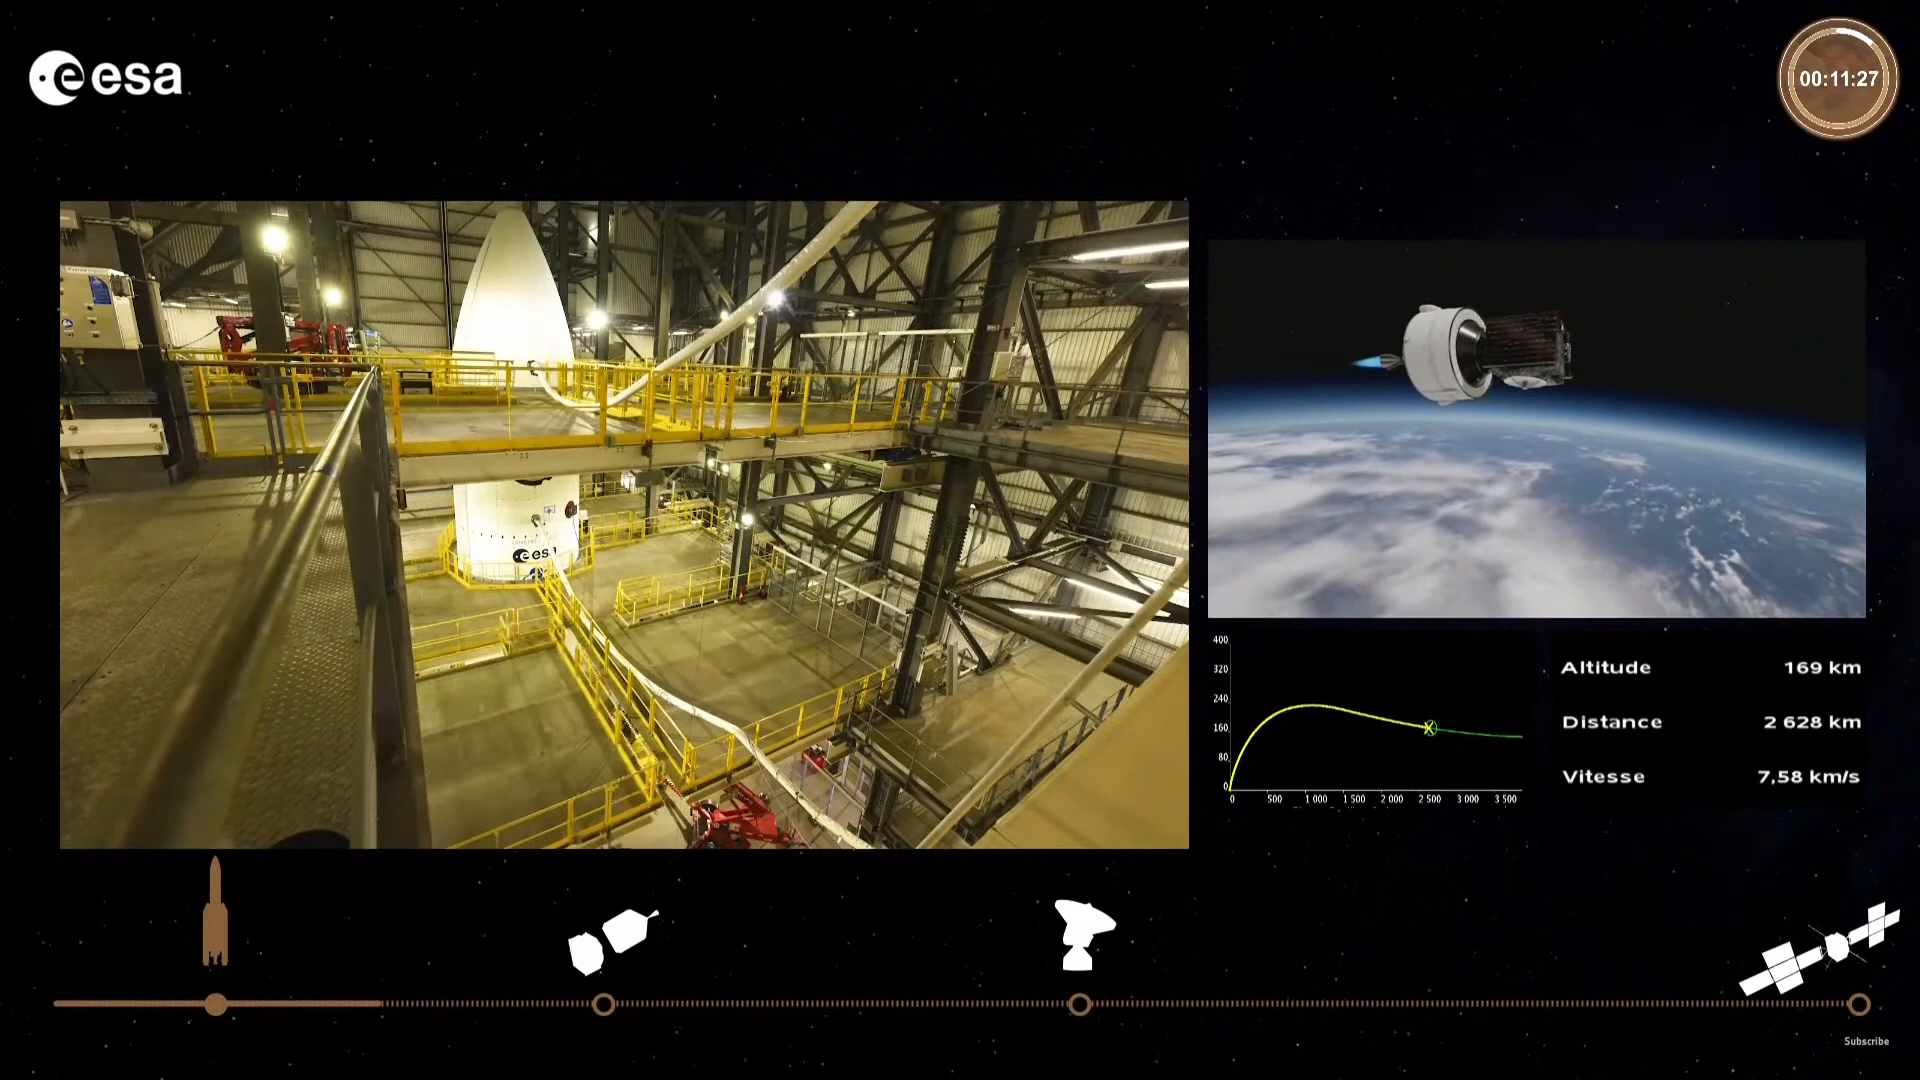 esa
00:11:27
esa
400
320
240
160
80
0
0 500 1 000 1 500 2 000 2 500 3 000 3 500
Altitude 169 km
Distance 2 628 km
Vitesse 7,58 km/s
Subscribe